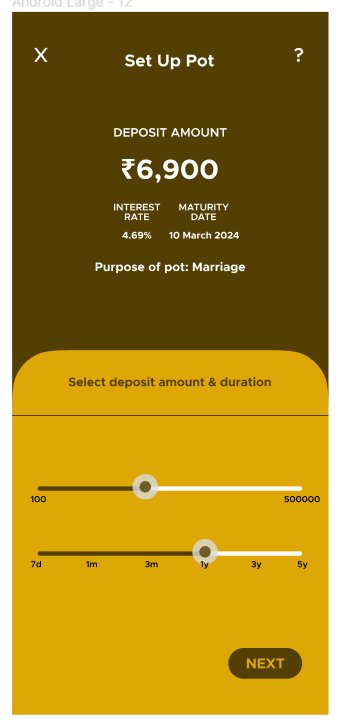 Android Large - 12
X Set Up Pot ?
DEPOSIT AMOUNT
₹6,900
INTEREST MATURITY
RATE DATE
4.69% 10 March 2024
Purpose of pot: Marriage
Select deposit amount & duration
100 500000
7d 1m 3m 1y 3y 5y
NEXT